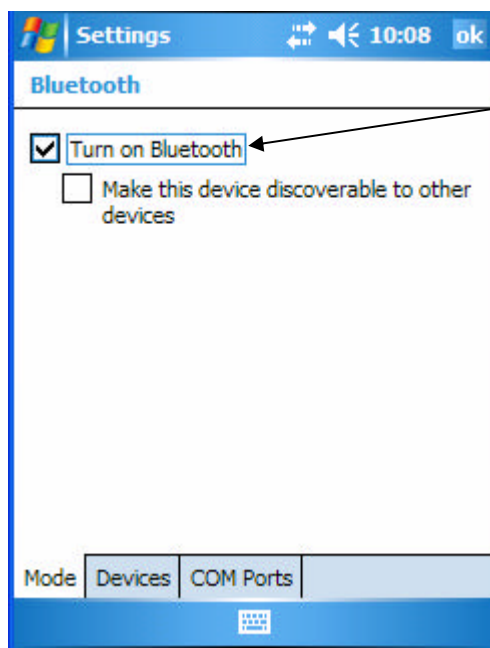 Settings 10:08 ok
Bluetooth
Turn on Bluetooth
Make this device discoverable to other
devices
Mode Devices COM Ports